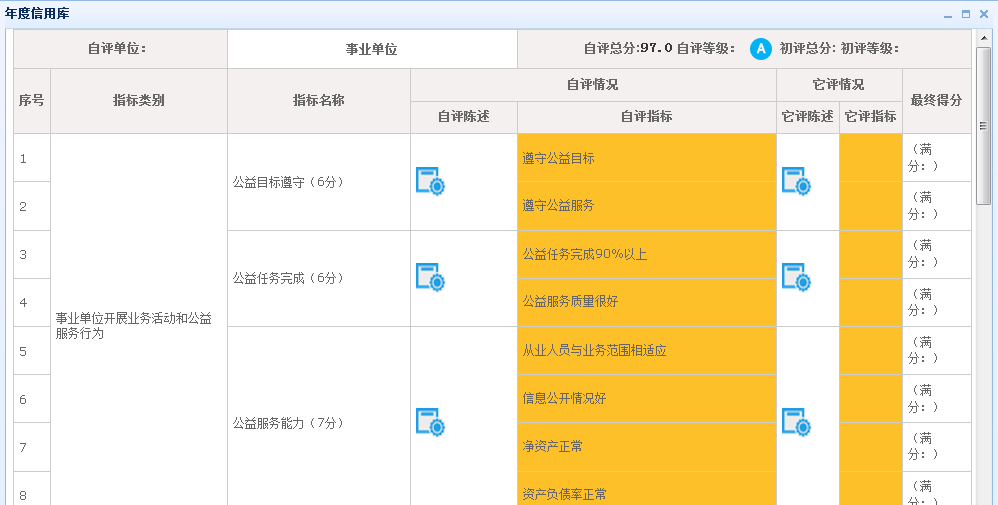 年度信用库
自评单位：
事业单位
自评总分:97.0 自评等级： A 初评总分: 初评等级：
序号
指标类别
指标名称
自评情况
它评情况
最终得分
自评陈述
自评指标
它评陈述
它评指标
1
事业单位开展业务活动和公益
服务行为
公益目标遵守（6分）
遵守公益目标
（满
分：）
2
遵守公益服务
（满
分：）
3
公益任务完成（6分）
公益任务完成90%以上
（满
分：）
4
公益服务质量很好
（满
分：）
5
公益服务能力（7分）
从业人员与业务范围相适应
（满
分：）
6
信息公开情况好
（满
分：）
7
净资产正常
（满
分：）
8
资产负债率正常
（满
分：）